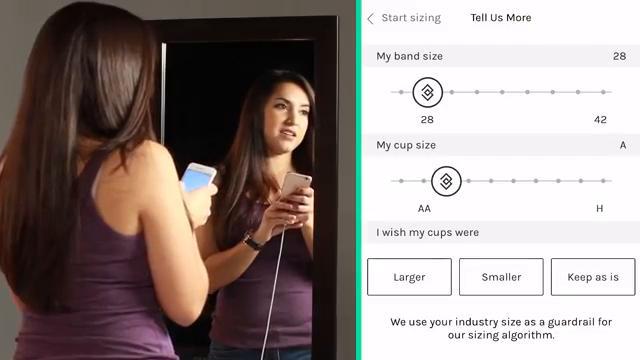 Start sizing
Tell Us More
My band size 28
28 42
My cup size A
AA H
I wish my cups were
Larger Smaller Keep as is
We use your industry size as a guardrail for
our sizing algorithm.